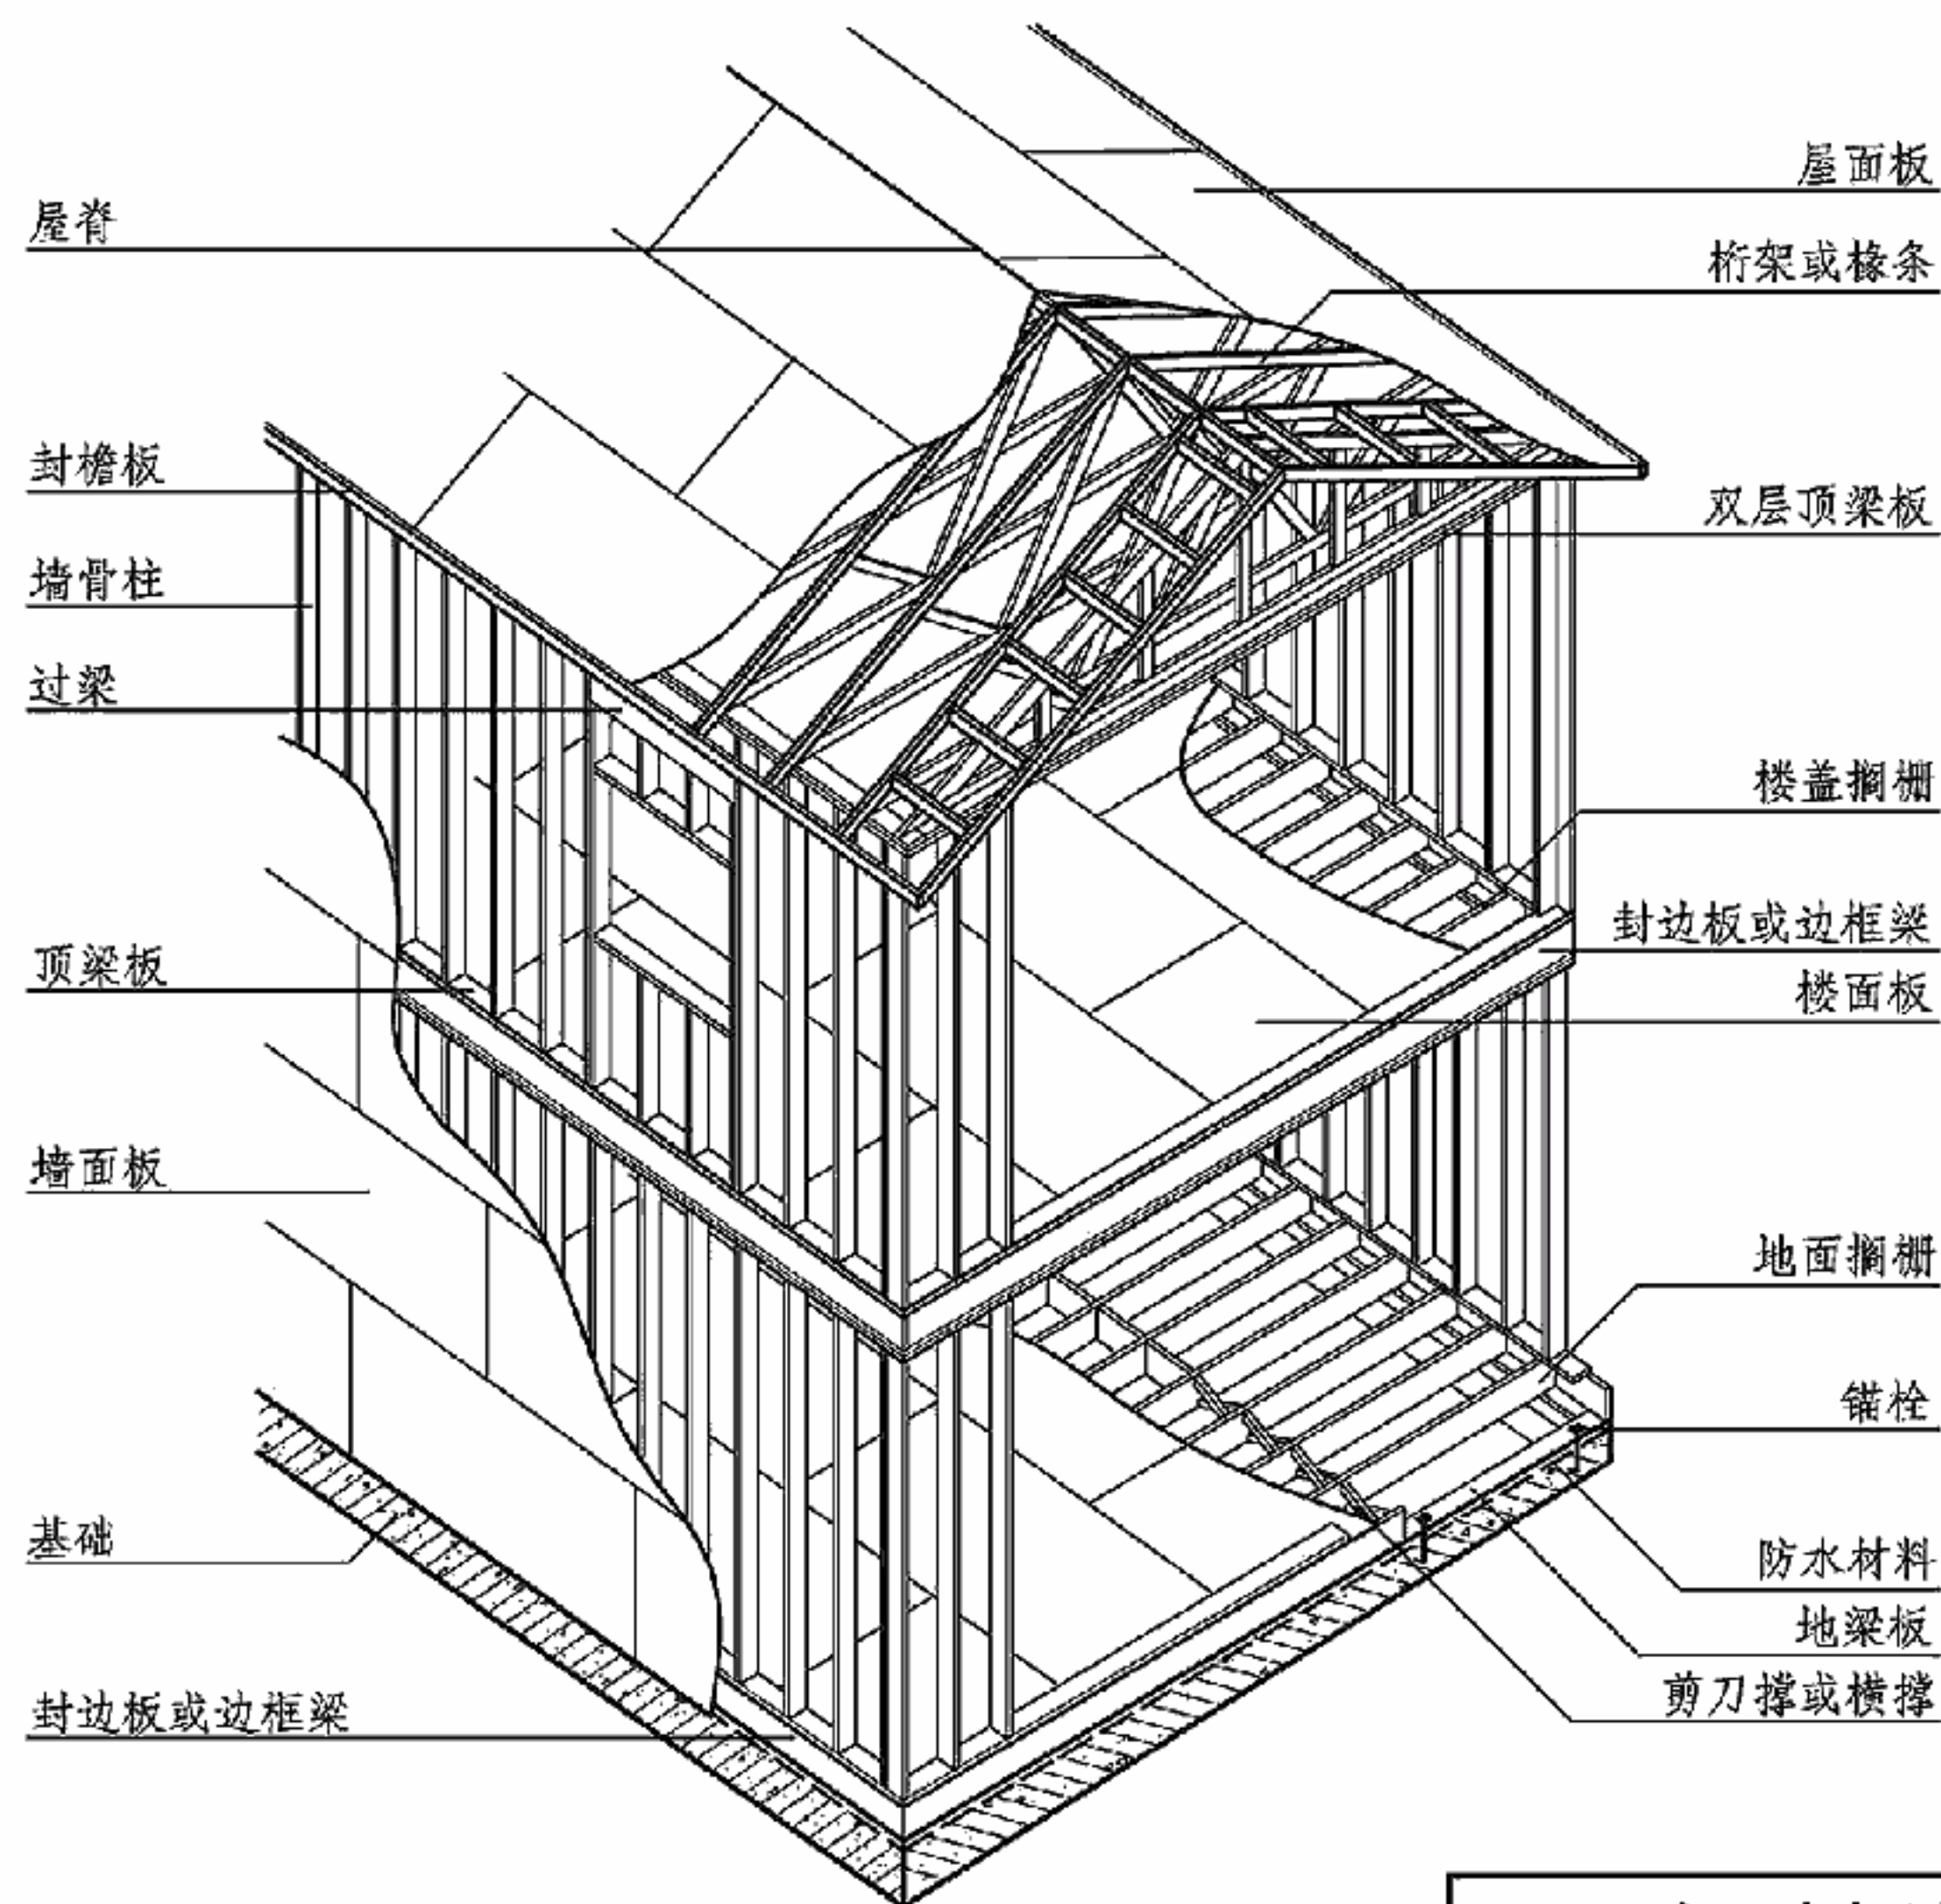 屋面板
屋脊
桁架或椽条
封檐板
双层顶梁板
墙骨柱
过梁
楼盖搁栅
封边板或边框梁
顶梁板
楼面板
墙面板
地面搁栅
锚栓
基础
防水材料
地梁板
剪刀撑或横撑
封边板或边框梁